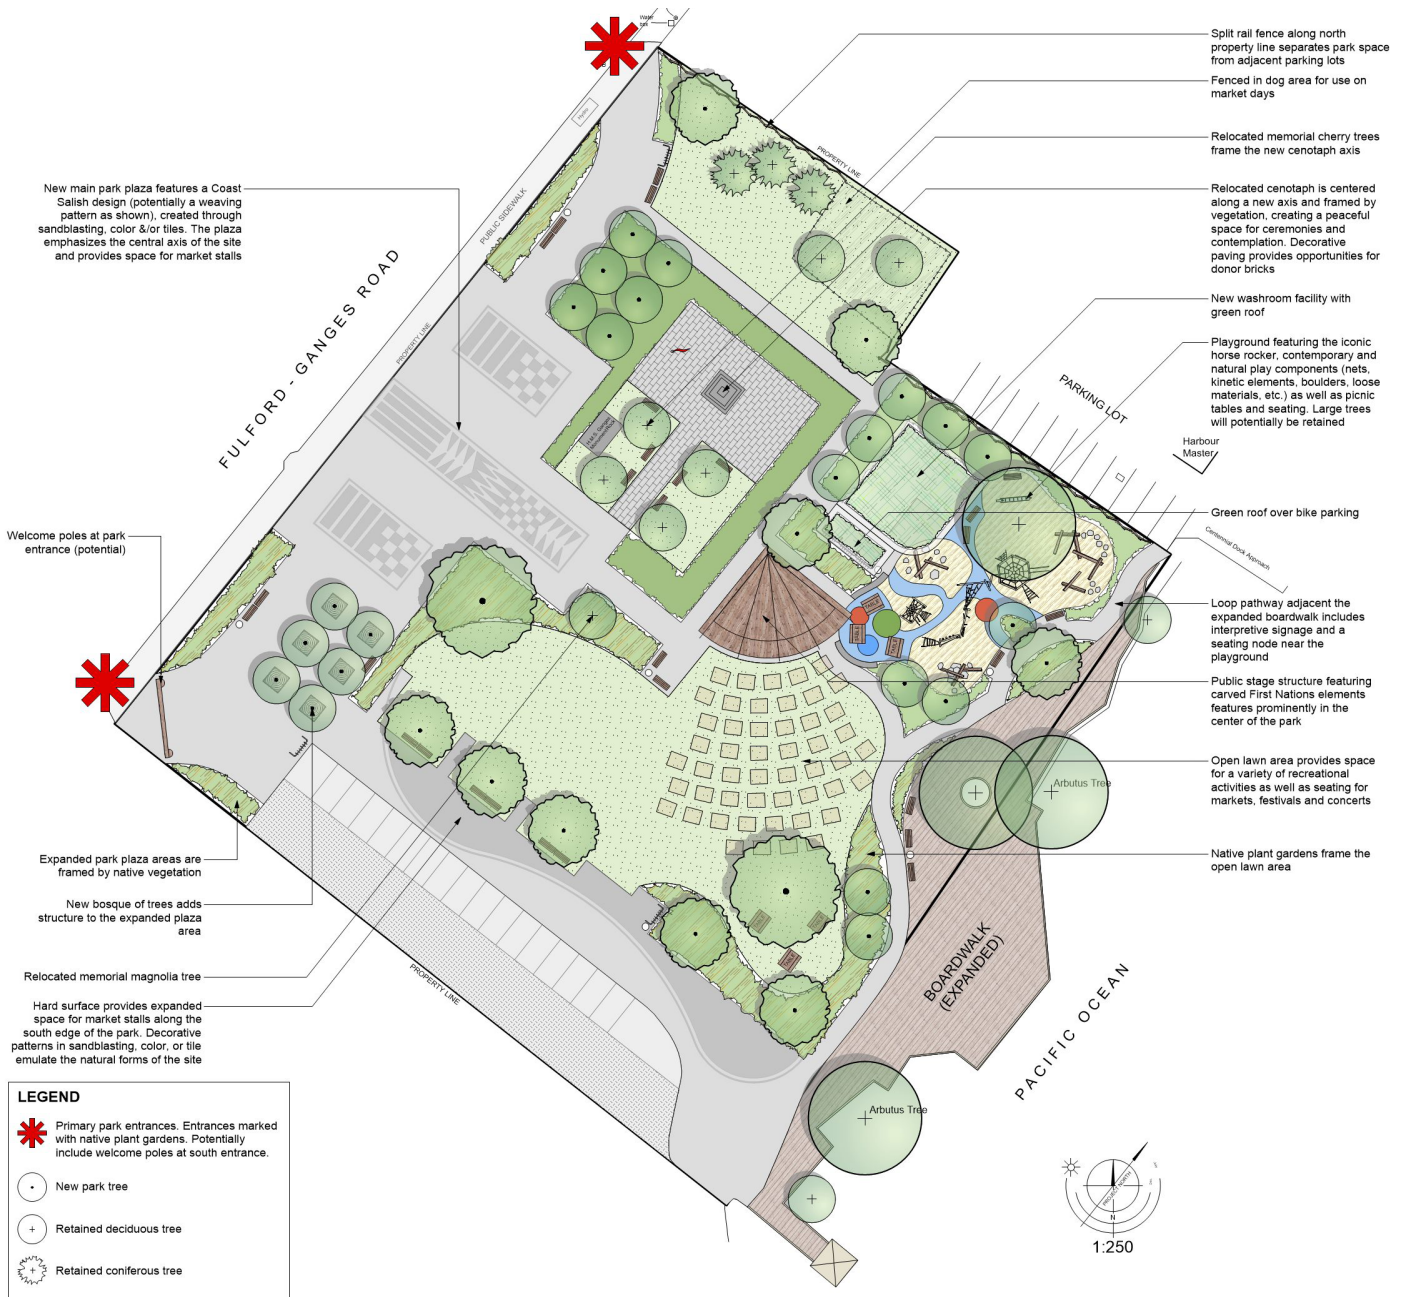 Water
box
Split rail fence along north
property line separates park space
from adjacent parking lots
Fenced in dog area for use on
market days
Relocated memorial cherry trees
frame the new cenotaph axis
Relocated cenotaph is centered
along a new axis and framed by
vegetation, creating a peaceful
space for ceremonies and
contemplation. Decorative
paving provides opportunities for
donor bricks
New washroom facility with
green roof
Playground featuring the iconic
horse rocker, contemporary and
natural play components (nets,
kinetic elements, boulders, loose
materials, etc.) as well as picnic
tables and seating. Large trees
will potentially be retained
Harbour
Master
Green roof over bike parking
Centennial Dock Approach
Loop pathway adjacent the
expanded boardwalk includes
interpretive signage and a
seating node near the
playground
Public stage structure featuring
carved First Nations elements
features prominently in the
center of the park
Open lawn area provides space
for a variety of recreational
activities as well as seating for
markets, festivals and concerts
Native plant gardens frame the
open lawn area
New main park plaza features a Coast
Salish design (potentially a weaving
pattern as shown), created through
sandblasting, color &/or tiles. The plaza
emphasizes the central axis of the site
and provides space for market stalls
Welcome poles at park
entrance (potential)
Expanded park plaza areas are
framed by native vegetation
New bosque of trees adds
structure to the expanded plaza
area
Relocated memorial magnolia tree
Hard surface provides expanded
space for market stalls along the
south edge of the park. Decorative
patterns in sandblasting, color, or tile
emulate the natural forms of the site
Hydro
PUBLIC SIDEWALK
PROPERTY LINE
FULFORD - GANGES ROAD
PROPERTY LINE
PARKING LOT
H.M.S. Ganges
Monument/Rock
TABLE
TABLE
TABLE
Arbutus Tree
BOARDWALK
(EXPANDED)
PACIFIC OCEAN
TABLE
PROPERTY LINE
Arbutus Tree
PROJECT NORTH
N
1:250
LEGEND
Primary park entrances. Entrances marked
with native plant gardens. Potentially
include welcome poles at south entrance.
New park tree
Retained deciduous tree
Retained coniferous tree